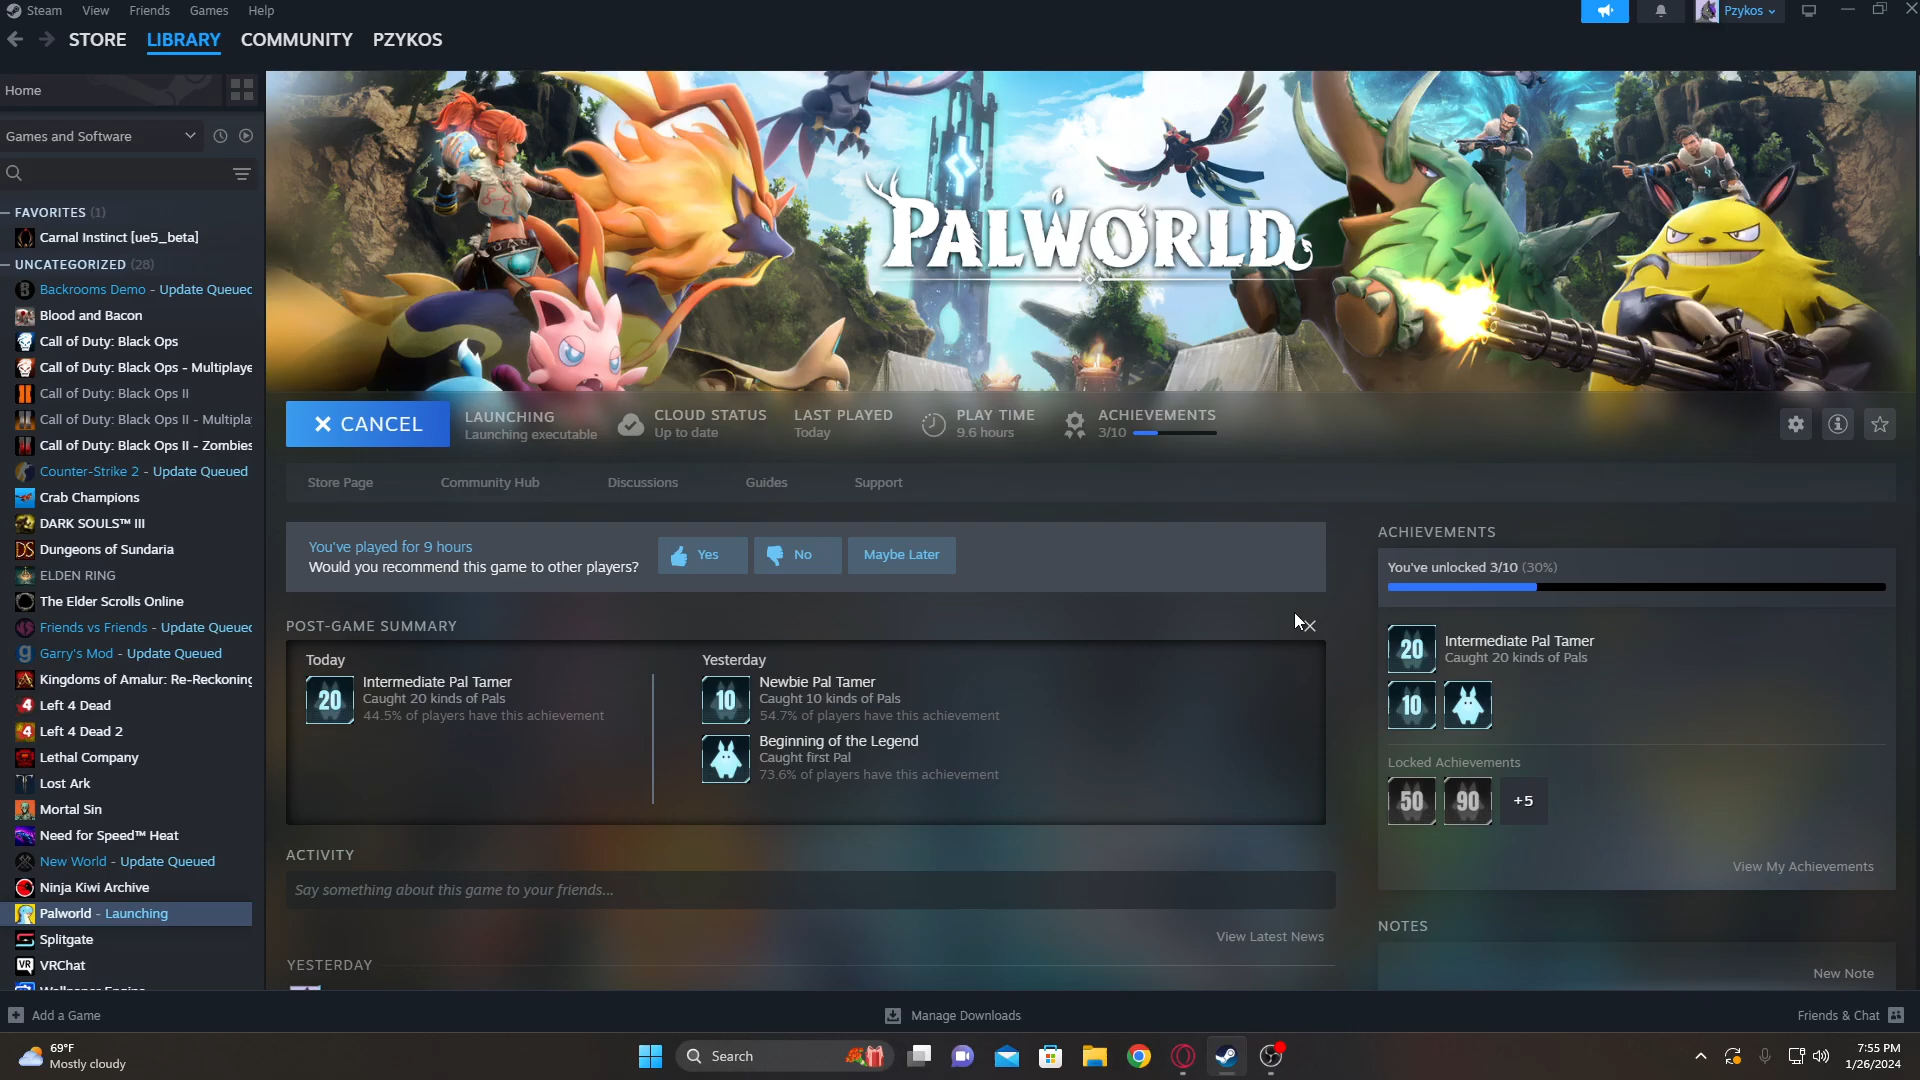 Steam View Friends Games Help
Pzykos
STORE LIBRARY COMMUNITY PZYKOS
Home
Games and Software
FAVORITES (1)
Carnal Instinct [ue5_beta]
UNCATEGORIZED (28)
Backrooms Demo - Update Queued
Blood and Bacon
Call of Duty: Black Ops
Call of Duty: Black Ops - Multiplaye
Call of Duty: Black Ops II
Call of Duty: Black Ops II - Multipla
Call of Duty: Black Ops II - Zombies
Counter-Strike 2 - Update Queued
Crab Champions
DARK SOULS™ III
Dungeons of Sundaria
ELDEN RING
The Elder Scrolls Online
Friends vs Friends - Update Queued
Garry's Mod - Update Queued
Kingdoms of Amalur: Re-Reckoning
Left 4 Dead
Left 4 Dead 2
Lethal Company
Lost Ark
Mortal Sin
Need for Speed™ Heat
New World - Update Queued
Ninja Kiwi Archive
Palworld - Launching
Splitgate
VRChat
PALWORLD
CANCEL
LAUNCHING
Launching executable
CLOUD STATUS
Up to date
LAST PLAYED
Today
PLAY TIME
9.6 hours
ACHIEVEMENTS
3/10
Store Page Community Hub Discussions Guides Support
You've played for 9 hours
Would you recommend this game to other players?
Yes No Maybe Later
POST-GAME SUMMARY
Today
20
Intermediate Pal Tamer
Caught 20 kinds of Pals
44.5% of players have this achievement
Yesterday
10
Newbie Pal Tamer
Caught 10 kinds of Pals
54.7% of players have this achievement
Beginning of the Legend
Caught first Pal
73.6% of players have this achievement
ACTIVITY
Say something about this game to your friends...
View Latest News
YESTERDAY
ACHIEVEMENTS
You've unlocked 3/10 (30%)
20
Intermediate Pal Tamer
Caught 20 kinds of Pals
10
Locked Achievements
50 90 +5
View My Achievements
NOTES
New Note
Add a Game
Manage Downloads
Friends & Chat
69°F
Mostly cloudy
Search
7:55 PM
1/26/2024